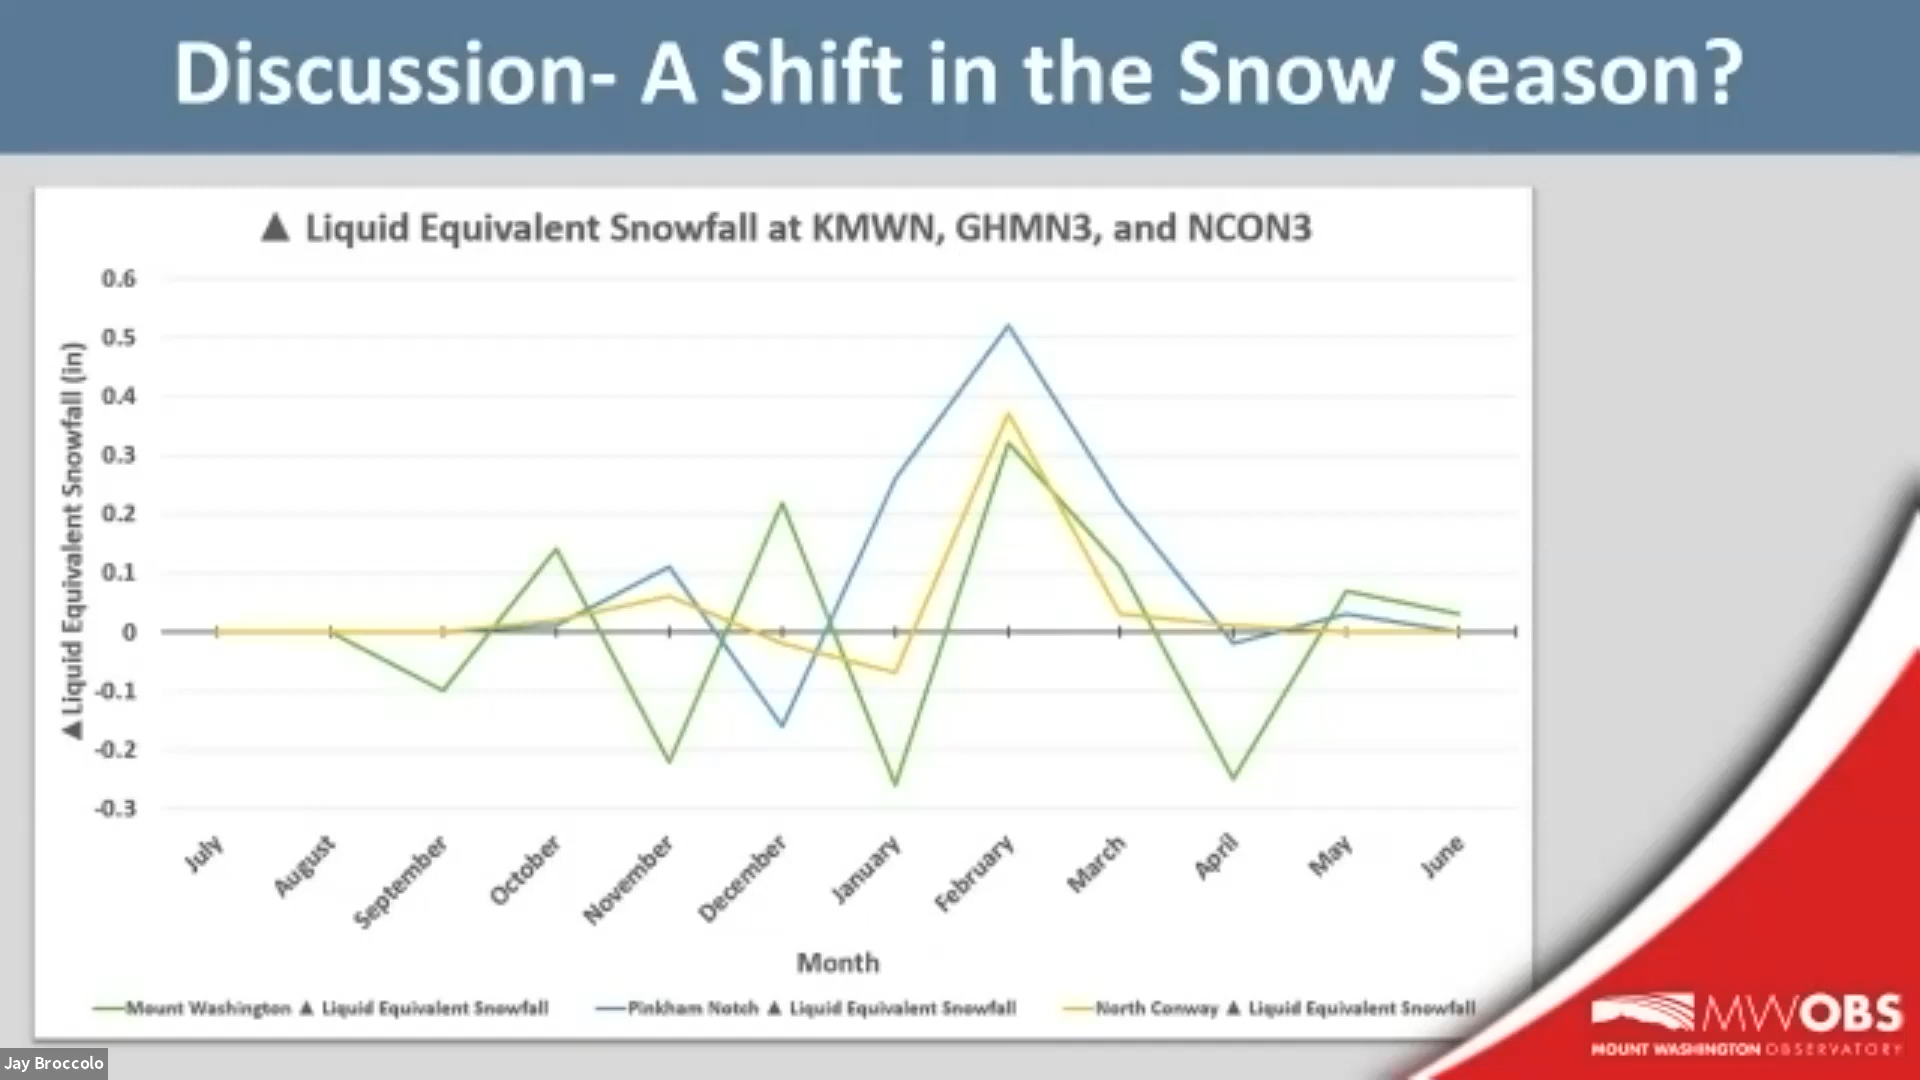 Discussion- A Shift in the Snow Season?
▲ Liquid Equivalent Snowfall at KMWN, GHMN3, and NCON3
▲Liquid Equivalent Snowfall (in)
0.6
0.5
0.4
0.3
0.2
0.1
0
-0.1
-0.2
-0.3
July
August
September
October
November
December
January
February
March
April
May
June
Month
Mount Washington ▲ Liquid Equivalent Snowfall
Pinkham Notch ▲ Liquid Equivalent Snowfall
North Conway ▲ Liquid Equivalent Snowfall
MWOBS
MOUNT WASHINGTON OBSERVATORY
Jay Broccolo